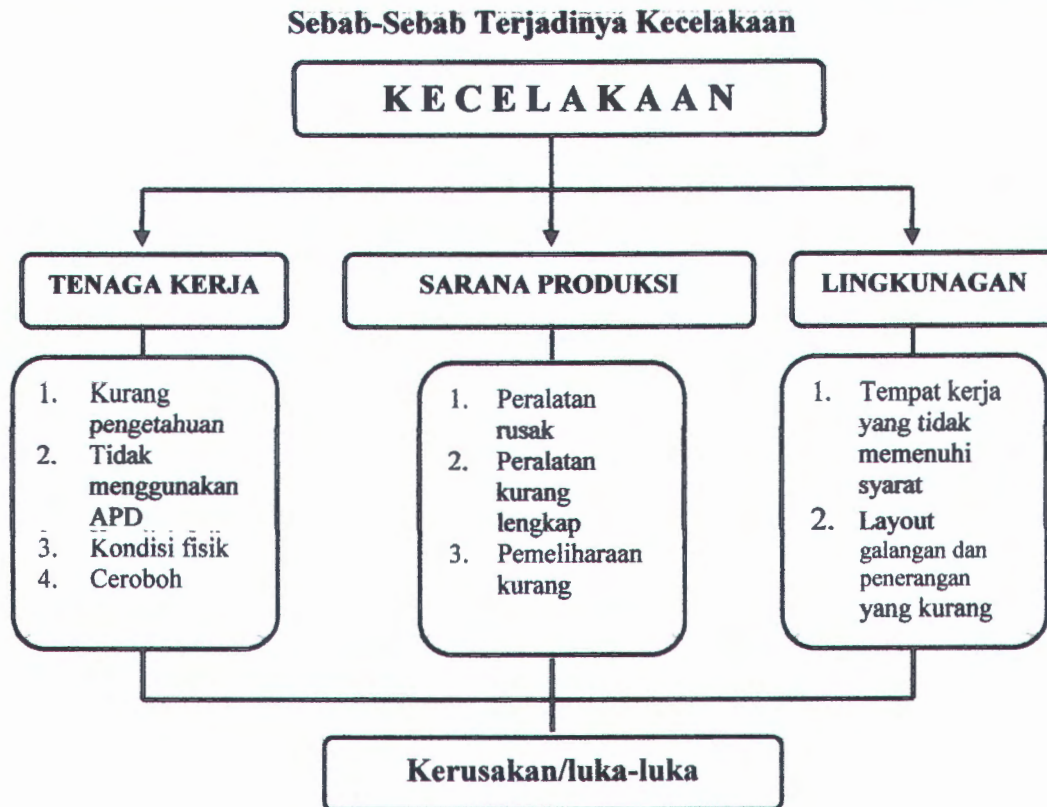 Sebab-Sebab Terjadinya Kecelakaan
KECELAKAAN
TENAGA KERJA
SARANA PRODUKSI
LINGKUNAGAN
1. Kurang
pengetahuan
2. Tidak
menggunakan
APD
3. Kondisi fisik
4. Ceroboh
1. Peralatan
rusak
2. Peralatan
kurang
lengkap
3. Pemeliharaan
kurang
1. Tempat kerja
yang tidak
memenuhi
syarat
2. Layout
galangan dan
penerangan
yang kurang
Kerusakan/luka-luka